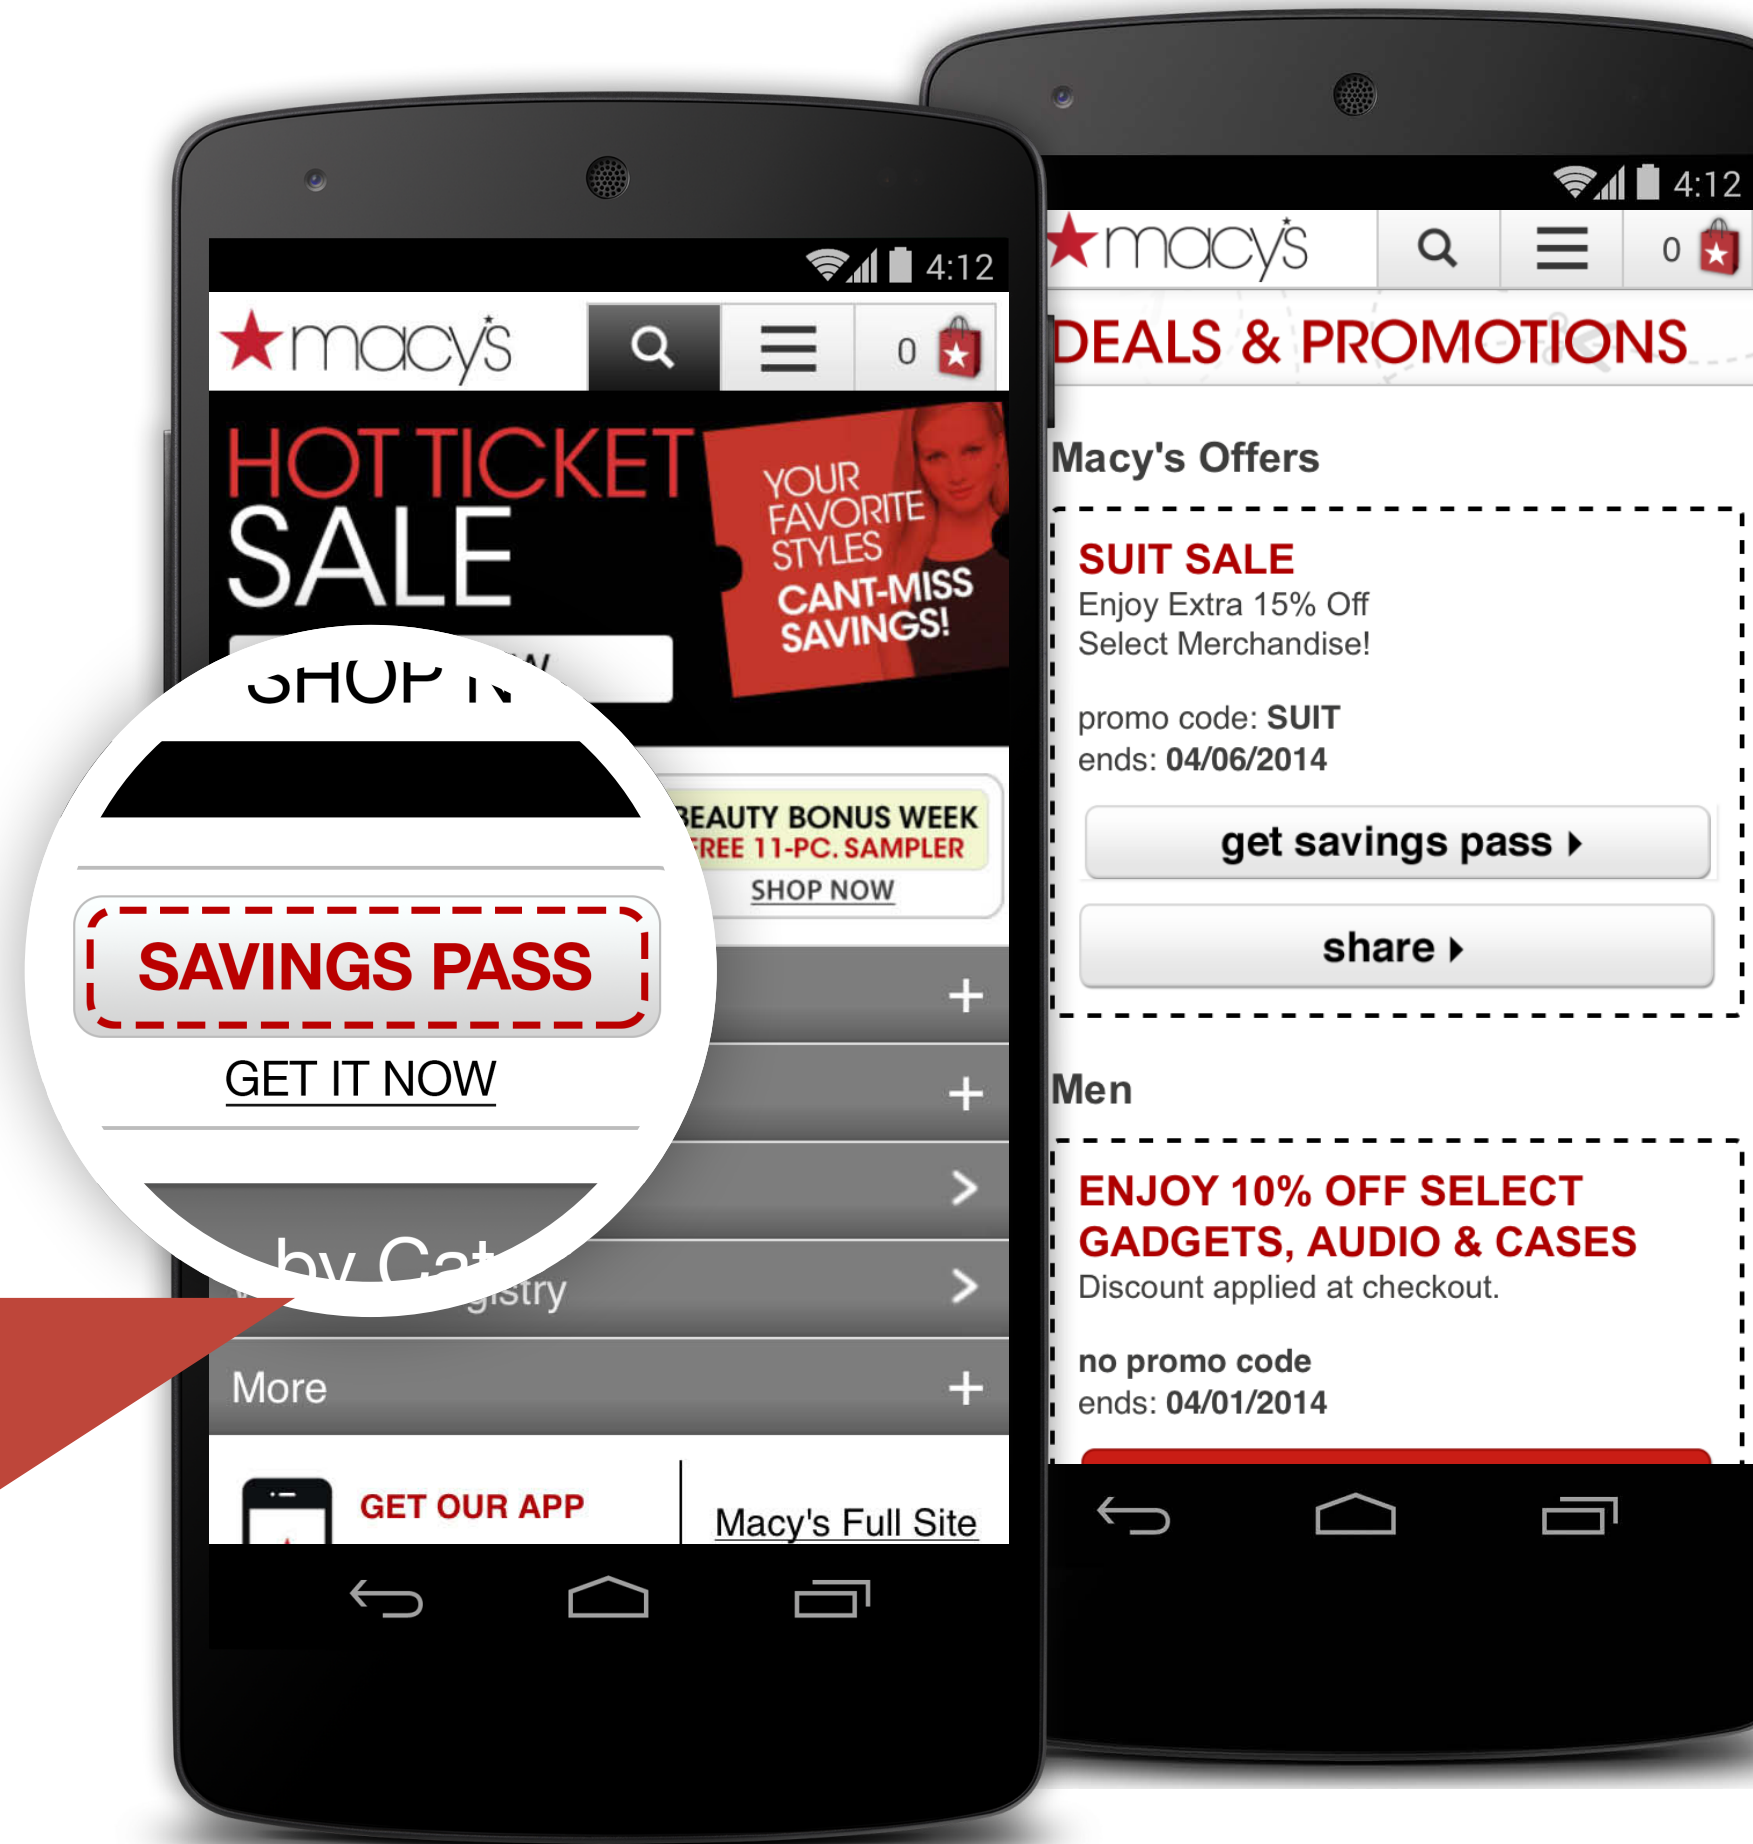 4:12
macy's
0
HOT TICKET
SALE
YOUR
FAVORITE
STYLES
CANT-MISS
SAVINGS!
SHOP N
BEAUTY BONUS WEEK
FREE 11-PC. SAMPLER
SHOP NOW
SAVINGS PASS
GET IT NOW
by Cat
More
GET OUR APP
Macy's Full Site
4:12
macy's
0
DEALS & PROMOTIONS
Macy's Offers
SUIT SALE
Enjoy Extra 15% Off
Select Merchandise!
promo code: SUIT
ends: 04/06/2014
get savings pass
share
Men
ENJOY 10% OFF SELECT
GADGETS, AUDIO & CASES
Discount applied at checkout.
no promo code
ends: 04/01/2014